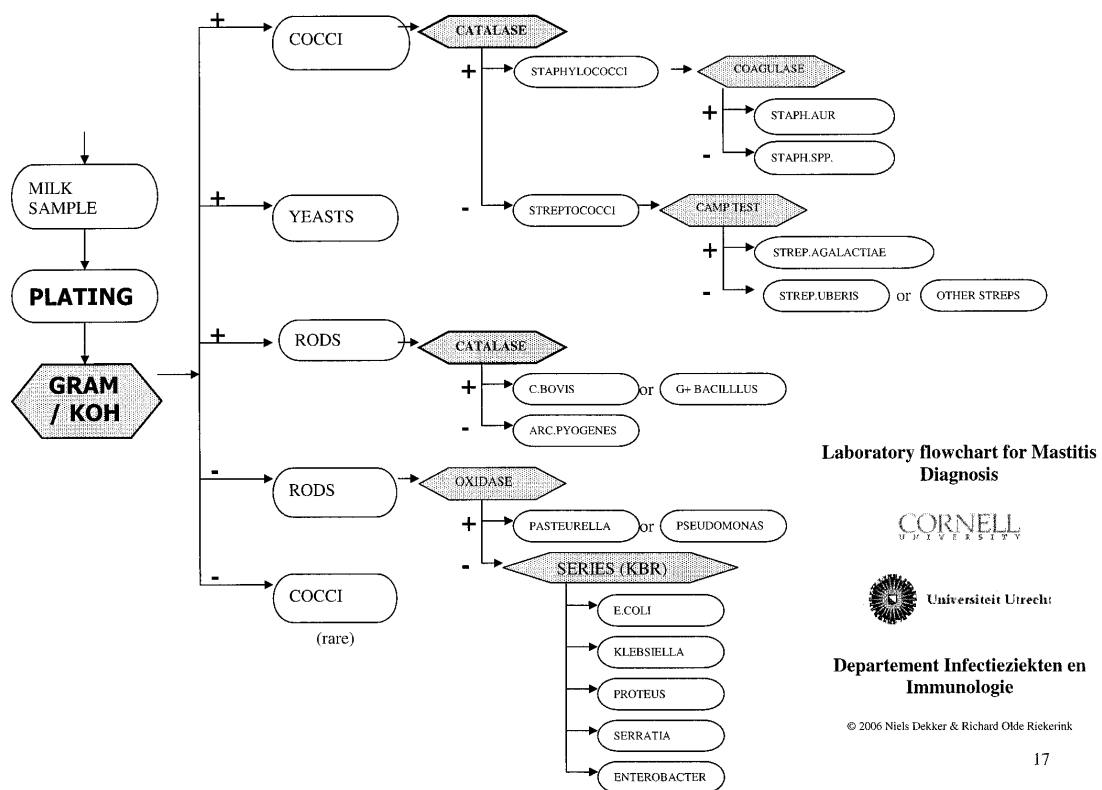 +
COCCI
CATALASE
+
STAPHYLOCOCCI
COAGULASE
+
STAPH.AUR
-
STAPH.SPP.
MILK
SAMPLE
+
YEASTS
-
STREPTOCOCCI
CAMP TEST
+
STREP.AGALACTIAE
-
STREP.UBERIS or OTHER STREPS
PLATING
GRAM
/ KOH
+
RODS
CATALASE
+
C.BOVIS or G+ BACILLLUS
-
ARC.PYOGENES
-
RODS
OXIDASE
+
PASTEURELLA or PSEUDOMONAS
-
SERIES (KBR)
E.COLI
KLEBSIELLA
PROTEUS
SERRATIA
ENTEROBACTER
-
COCCI
(rare)
Laboratory flowchart for Mastitis
Diagnosis
CORNELL
UNIVERSITY
Universiteit Utrecht
Departement Infectieziekten en
Immunologie
© 2006 Niels Dekker & Richard Olde Riekerink
17